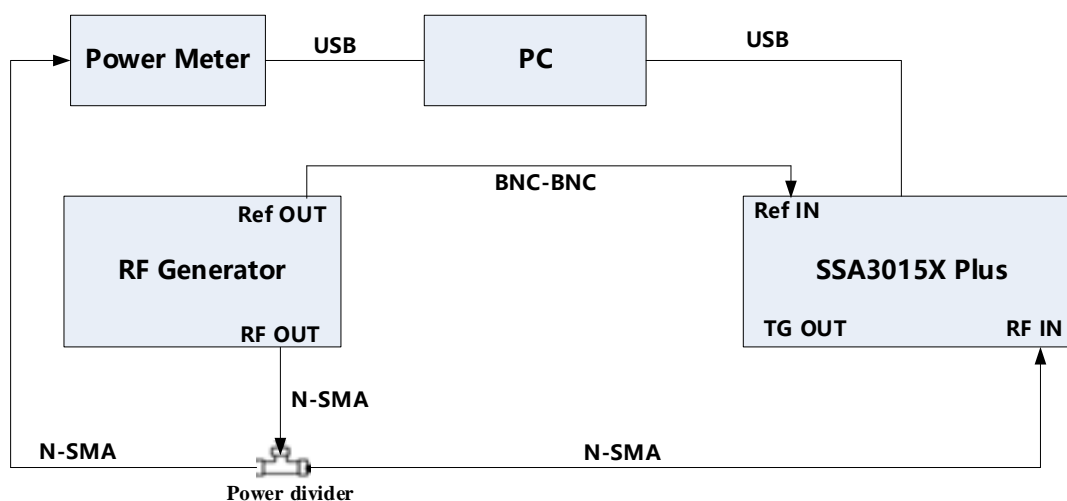 Power Meter
USB
PC
USB
BNC-BNC
Ref OUT
RF Generator
RF OUT
Ref IN
SSA3015X Plus
TG OUT
RF IN
N-SMA
N-SMA
N-SMA
Power divider